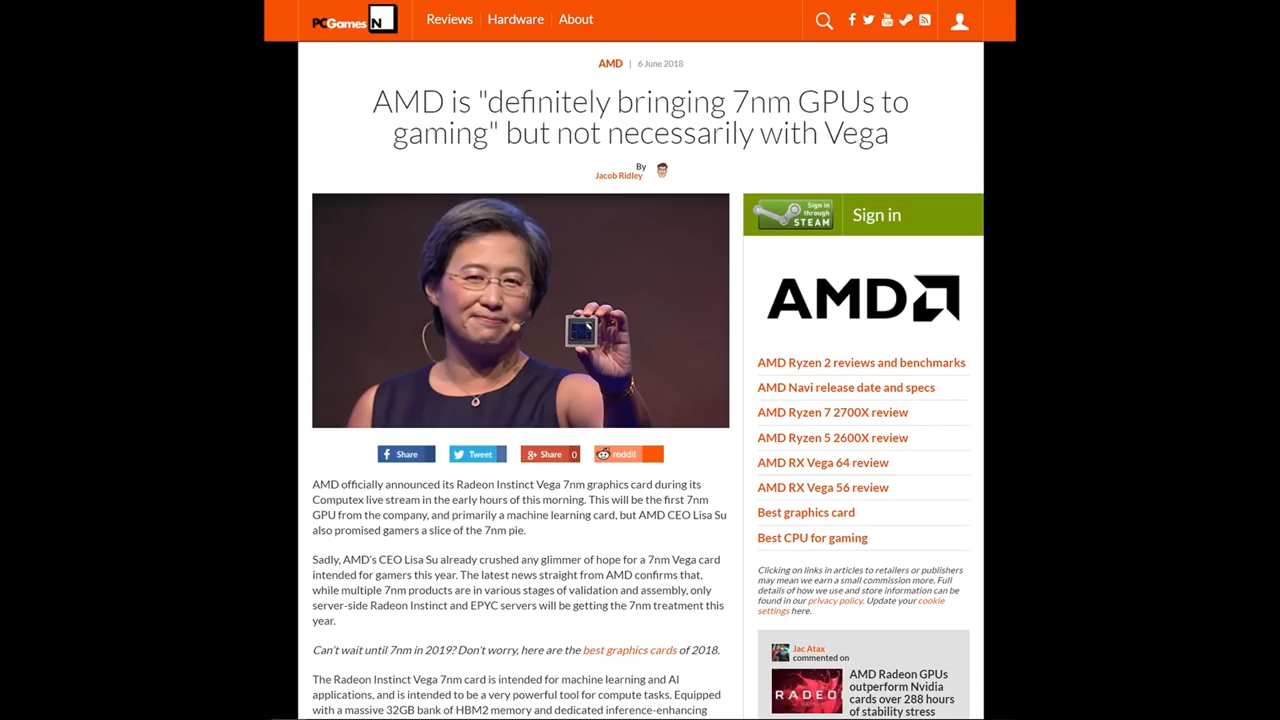 PCGamesN
Reviews
Hardware
About
AMD | 6 June 2018
AMD is "definitely bringing 7nm GPUs to
gaming" but not necessarily with Vega
By
Jacob Ridley
Share
Tweet
Share 0
reddit
AMD officially announced its Radeon Instinct Vega 7nm graphics card during its
Computex live stream in the early hours of this morning. This will be the first 7nm
GPU from the company, and primarily a machine learning card, but AMD CEO Lisa Su
also promised gamers a slice of the 7nm pie.
Sadly, AMD's CEO Lisa Su already crushed any glimmer of hope for a 7nm Vega card
intended for gamers this year. The latest news straight from AMD confirms that,
while multiple 7nm products are in various stages of validation and assembly, only
server-side Radeon Instinct and EPYC servers will be getting the 7nm treatment this
year.
Can't wait until 7nm in 2019? Don't worry, here are the best graphics cards of 2018.
The Radeon Instinct Vega 7nm card is intended for machine learning and AI
applications, and is intended to be a very powerful tool for compute tasks. Equipped
with a massive 32GB bank of HBM2 memory and dedicated inference-enhancing
Sign in
through
STEAM
Sign in
AMD
AMD Ryzen 2 reviews and benchmarks
AMD Navi release date and specs
AMD Ryzen 7 2700X review
AMD Ryzen 5 2600X review
AMD RX Vega 64 review
AMD RX Vega 56 review
Best graphics card
Best CPU for gaming
Clicking on links in articles to retailers or publishers
may mean we earn a small commission more. Full
details of how we use and store information can be
found in our privacy policy. Update your cookie
settings here.
Jac Atax
commented on
RADEO
AMD Radeon GPUs
outperform Nvidia
cards over 288 hours
of stability stress